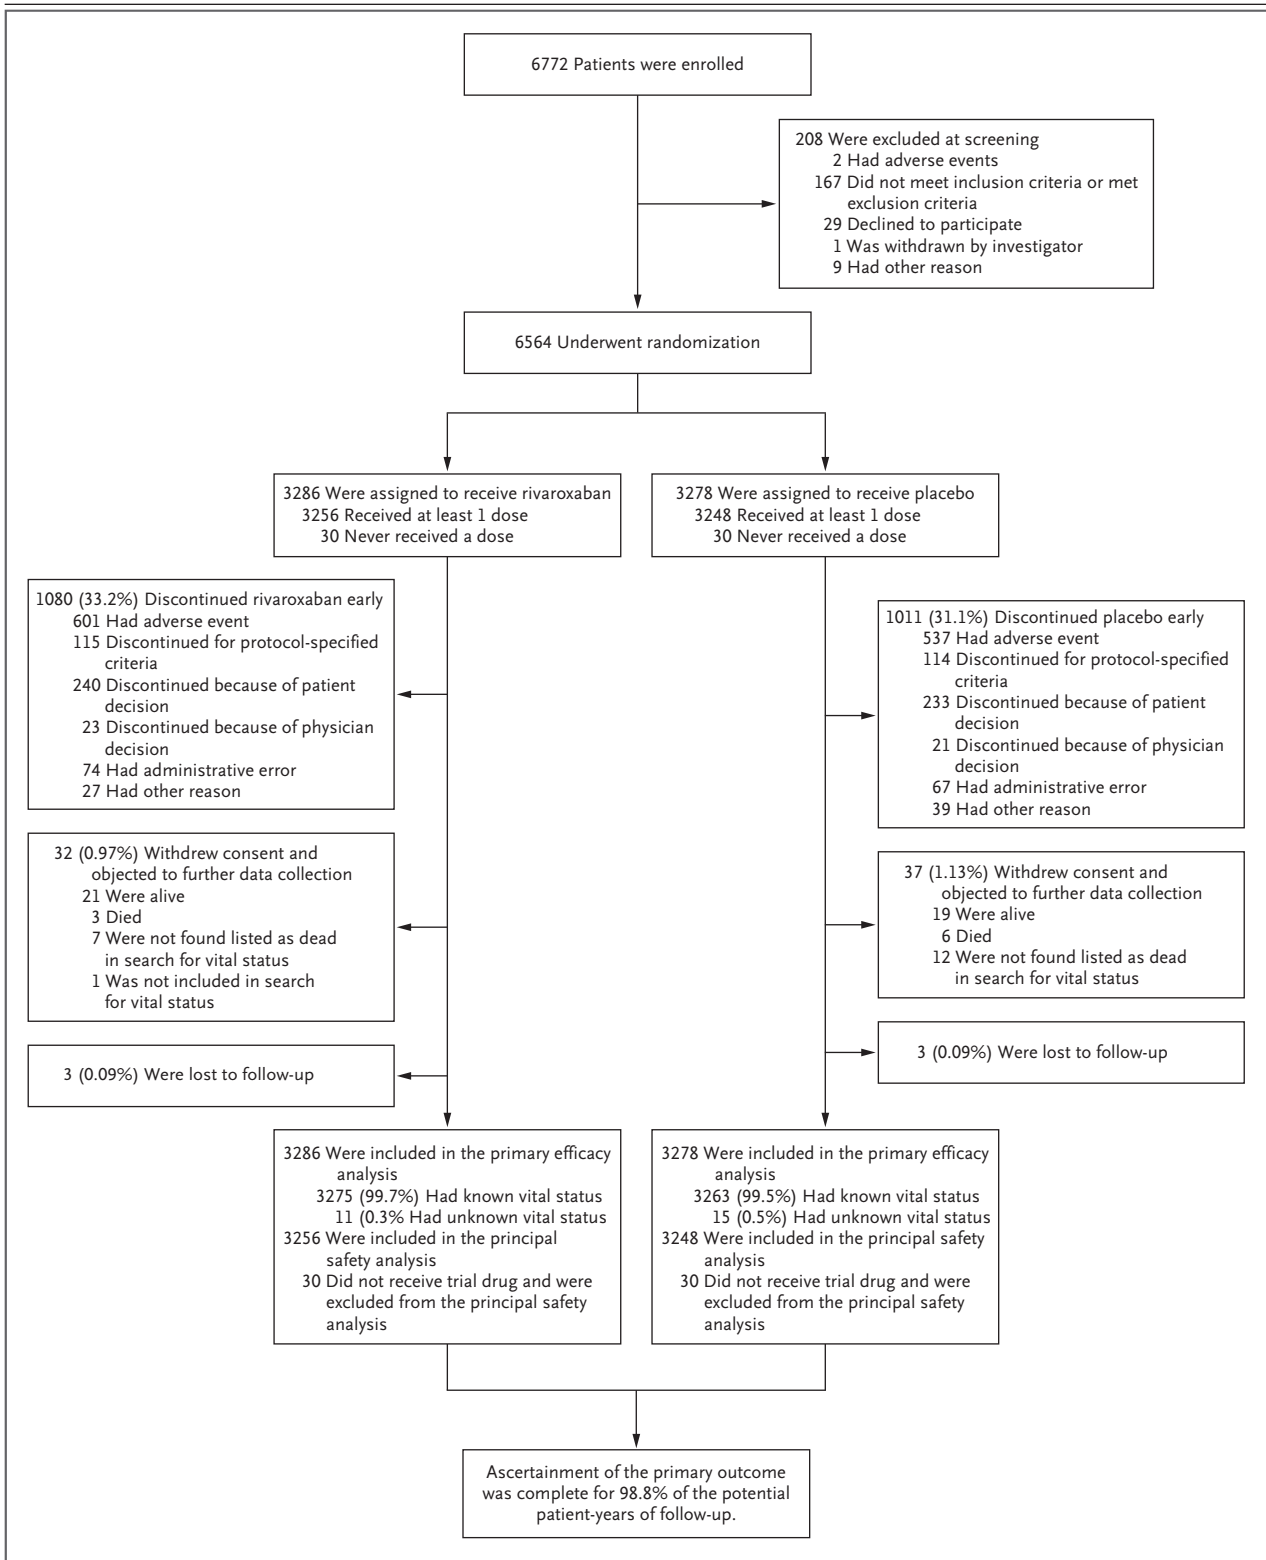 6772 Patients were enrolled
208 Were excluded at screening
2 Had adverse events
167 Did not meet inclusion criteria or met
exclusion criteria
29 Declined to participate
1 Was withdrawn by investigator
9 Had other reason
6564 Underwent randomization
3286 Were assigned to receive rivaroxaban
3256 Received at least 1 dose
30 Never received a dose
3278 Were assigned to receive placebo
3248 Received at least 1 dose
30 Never received a dose
1080 (33.2%) Discontinued rivaroxaban early
601 Had adverse event
115 Discontinued for protocol-specified
criteria
240 Discontinued because of patient
decision
23 Discontinued because of physician
decision
74 Had administrative error
27 Had other reason
1011 (31.1%) Discontinued placebo early
537 Had adverse event
114 Discontinued for protocol-specified
criteria
233 Discontinued because of patient
decision
21 Discontinued because of physician
decision
67 Had administrative error
39 Had other reason
32 (0.97%) Withdrew consent and
objected to further data collection
21 Were alive
3 Died
7 Were not found listed as dead
in search for vital status
1 Was not included in search
for vital status
37 (1.13%) Withdrew consent and
objected to further data collection
19 Were alive
6 Died
12 Were not found listed as dead
in search for vital status
3 (0.09%) Were lost to follow-up
3 (0.09%) Were lost to follow-up
3286 Were included in the primary efficacy
analysis
3275 (99.7%) Had known vital status
11 (0.3% Had unknown vital status
3256 Were included in the principal
safety analysis
30 Did not receive trial drug and were
excluded from the principal safety
analysis
3278 Were included in the primary efficacy
analysis
3263 (99.5%) Had known vital status
15 (0.5%) Had unknown vital status
3248 Were included in the principal safety
analysis
30 Did not receive trial drug and were
excluded from the principal safety
analysis
Ascertainment of the primary outcome
was complete for 98.8% of the potential
patient-years of follow-up.